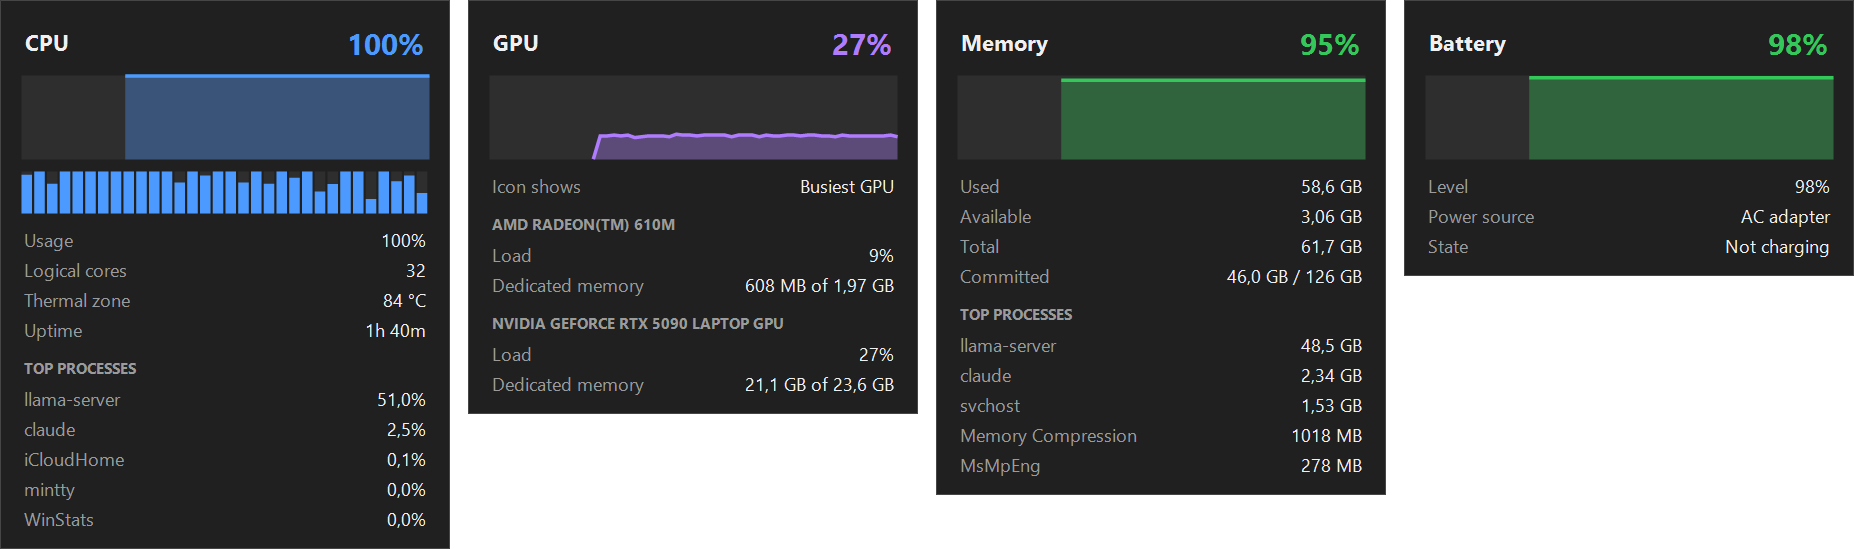 CPU 100%
Usage 100%
Logical cores 32
Thermal zone 84 °C
Uptime 1h 40m
TOP PROCESSES
llama-server 51,0%
claude 2,5%
iCloudHome 0,1%
mintty 0,0%
WinStats 0,0%
GPU 27%
Icon shows Busiest GPU
AMD RADEON(TM) 610M
Load 9%
Dedicated memory 608 MB of 1,97 GB
NVIDIA GEFORCE RTX 5090 LAPTOP GPU
Load 27%
Dedicated memory 21,1 GB of 23,6 GB
Memory 95%
Used 58,6 GB
Available 3,06 GB
Total 61,7 GB
Committed 46,0 GB / 126 GB
TOP PROCESSES
llama-server 48,5 GB
claude 2,34 GB
svchost 1,53 GB
Memory Compression 1018 MB
MsMpEng 278 MB
Battery 98%
Level 98%
Power source AC adapter
State Not charging